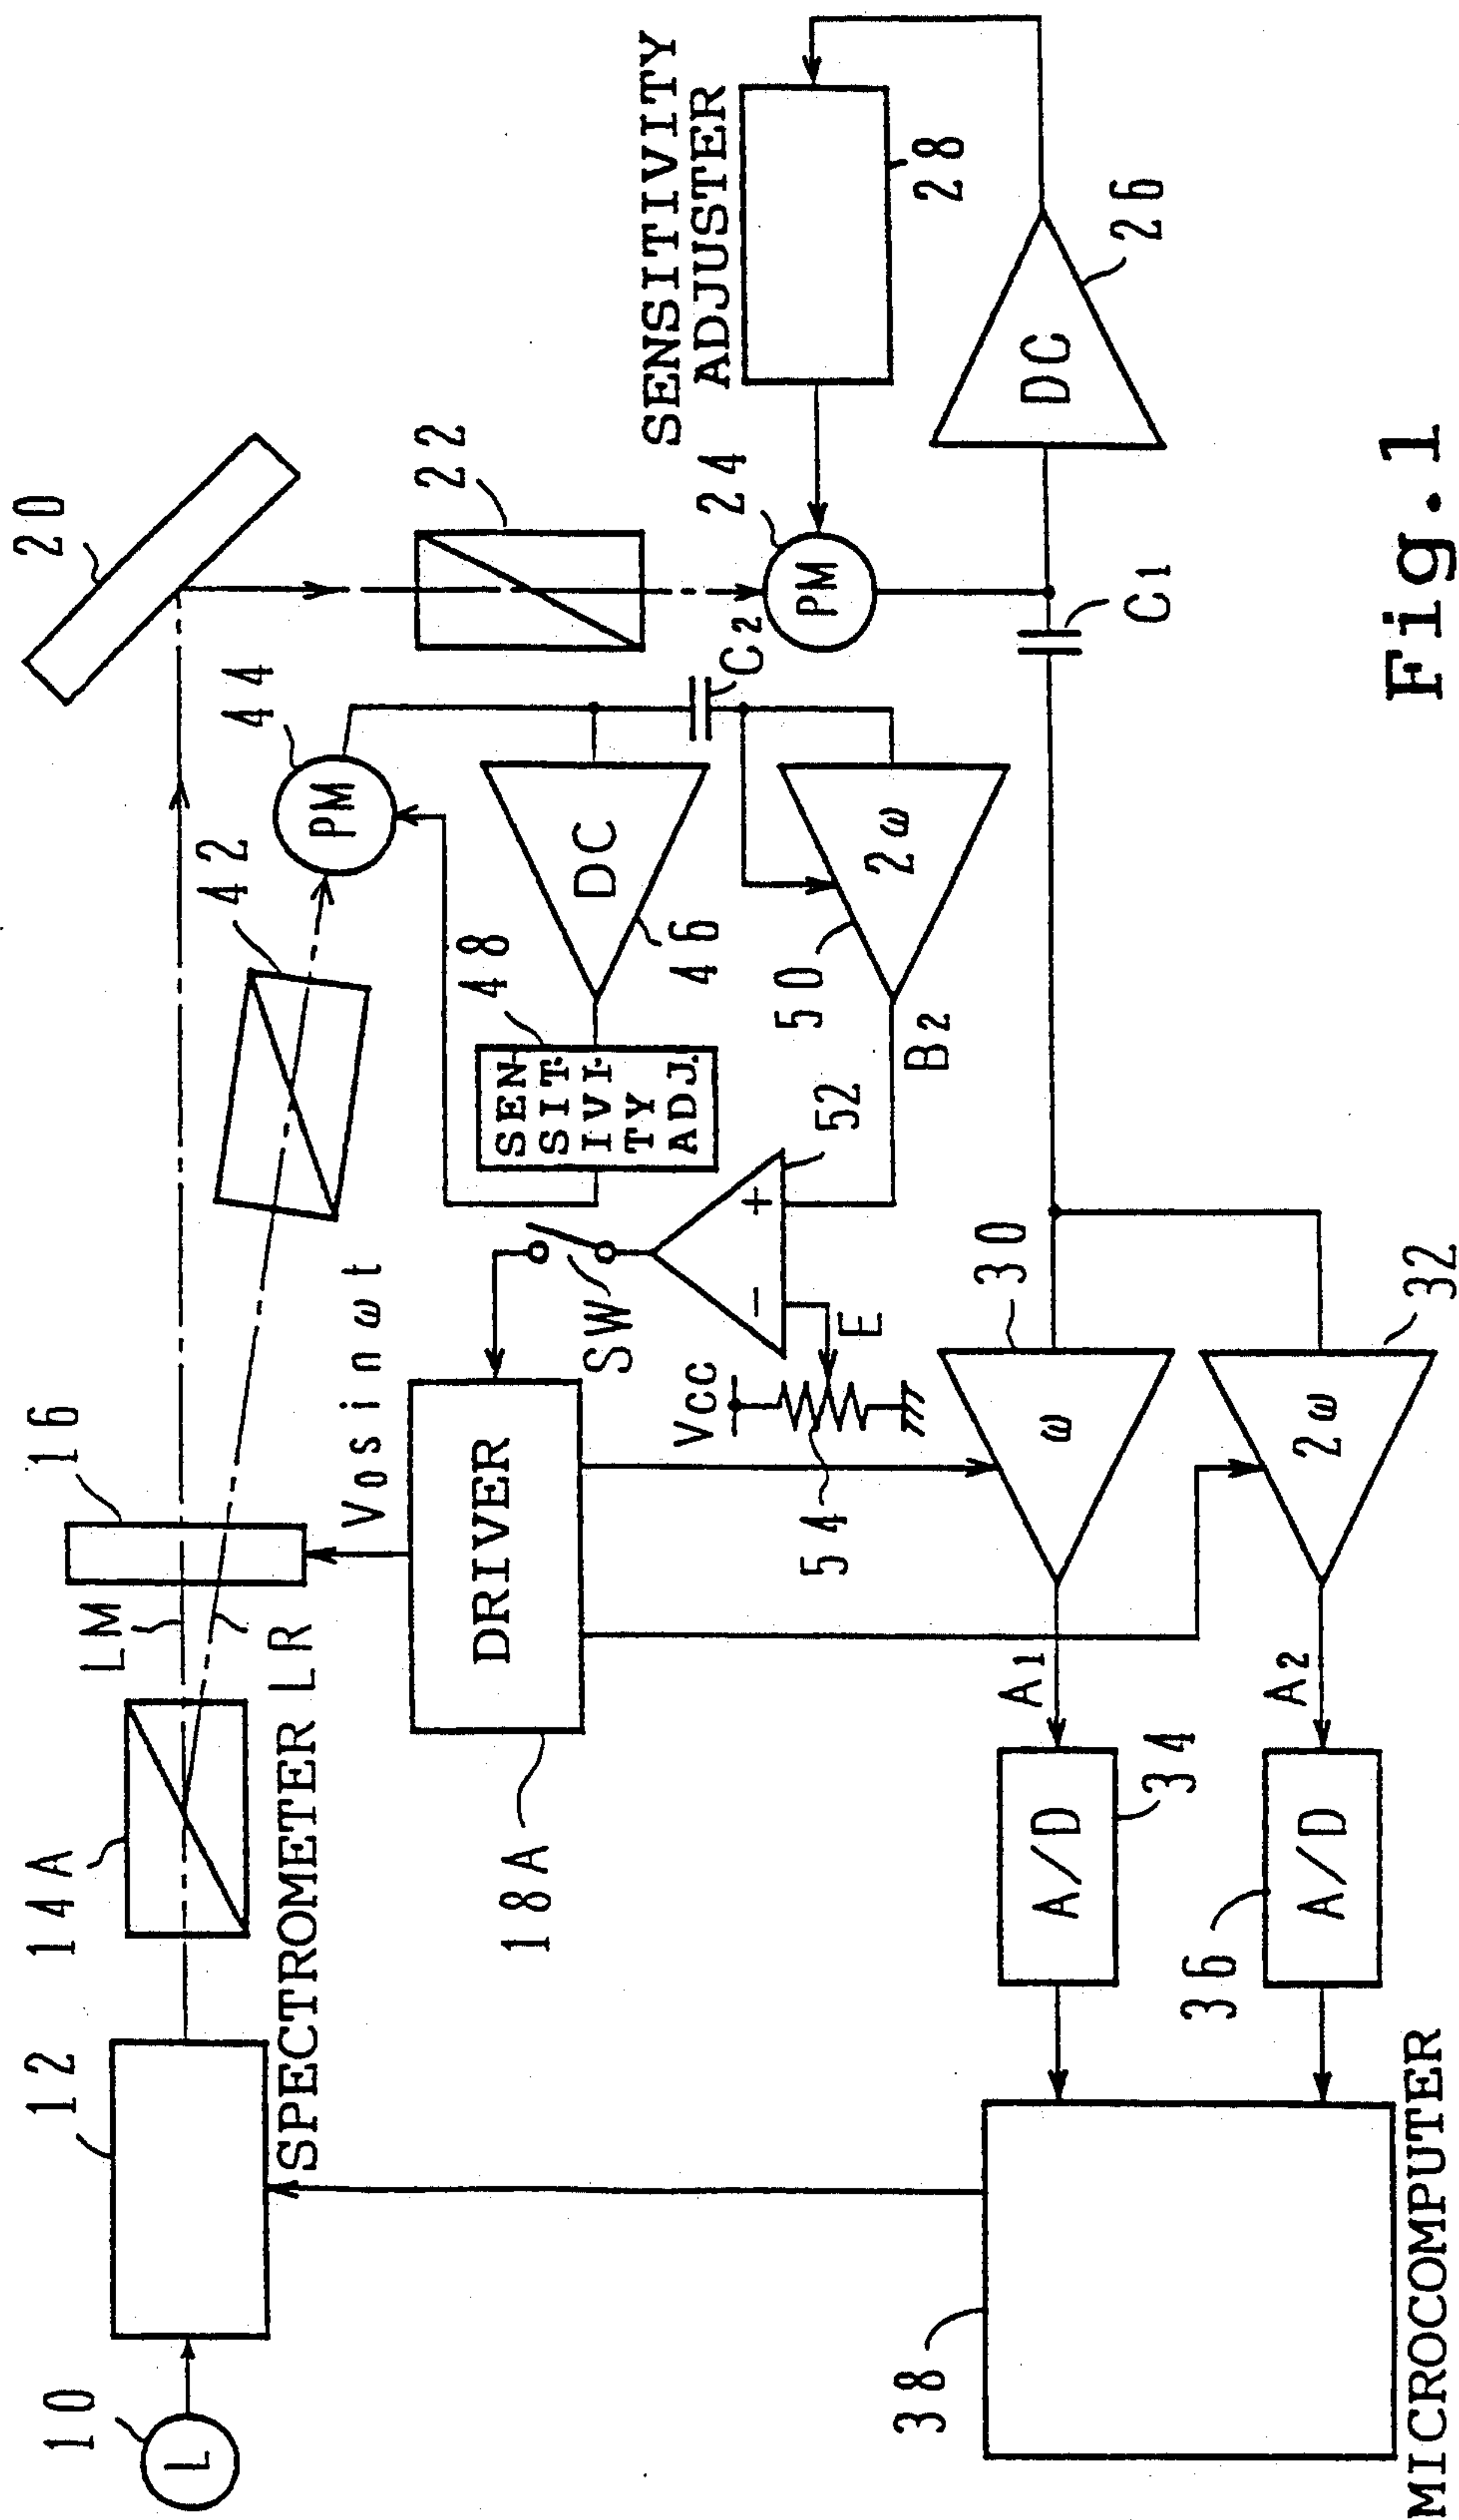 10
L
12
SPECTROMETER
14A
LM
LR
16
Vosinωt
20
42
44
PM
22
24
PM
SENSITIVITY
ADJUSTER
28
DC
26
C1
C2
DC
46
48
SEN-
SIT-
IVI-
TY
ADJ.
2ω
50
B2
52
+
−
SW
E
Vcc
54
DRIVER
18A
ω
30
2ω
32
A1
A2
A/D
34
A/D
36
38
MICROCOMPUTER
Fig.1